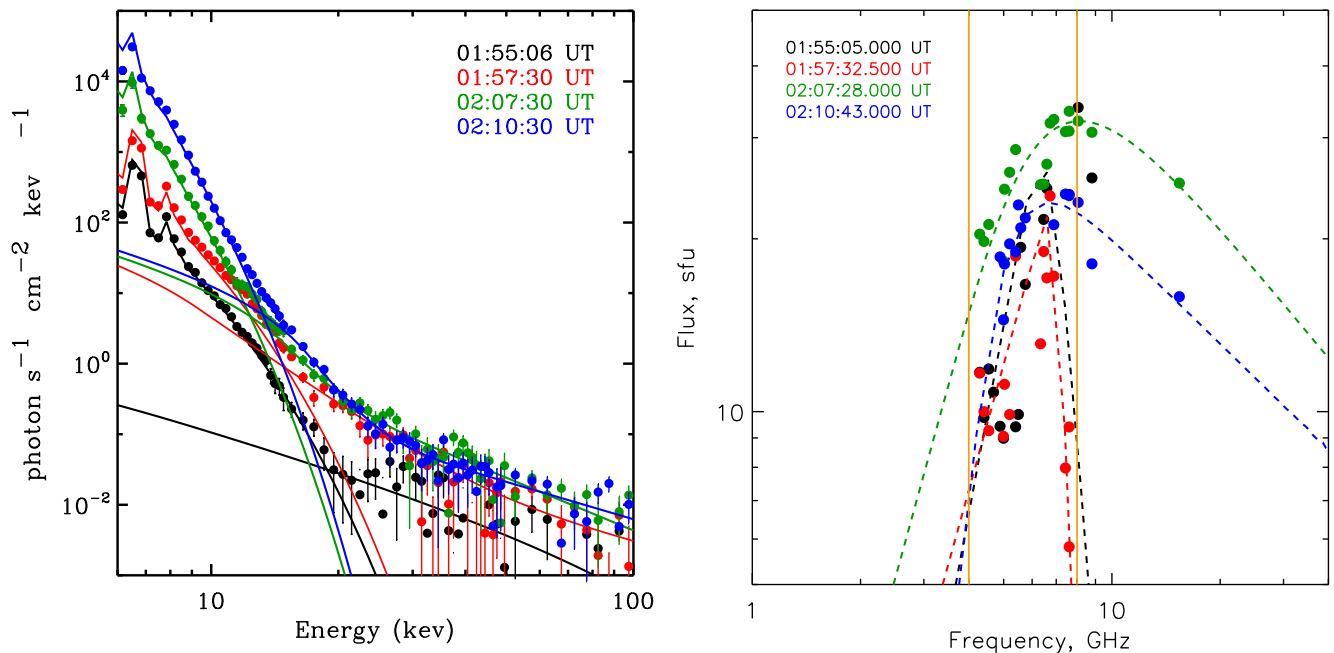 01:55:06 UT
01:57:30 UT
02:07:30 UT
02:10:30 UT
photon s⁻¹ cm⁻² kev ⁻¹
10⁴
10²
10⁰
10⁻²
10
100
Energy (kev)
01:55:05.000 UT
01:57:32.500 UT
02:07:28.000 UT
02:10:43.000 UT
Flux, sfu
10
1
10
Frequency, GHz